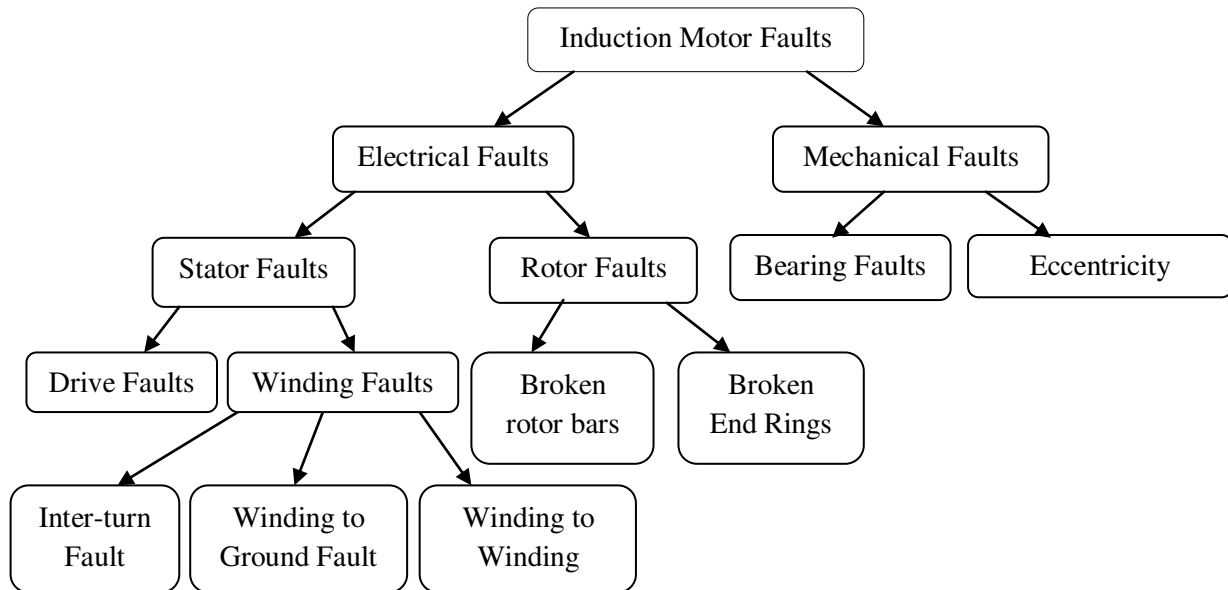 Induction Motor Faults
Electrical Faults
Mechanical Faults
Stator Faults
Rotor Faults
Bearing Faults
Eccentricity
Drive Faults
Winding Faults
Broken
rotor bars
Broken
End Rings
Inter-turn
Fault
Winding to
Ground Fault
Winding to
Winding